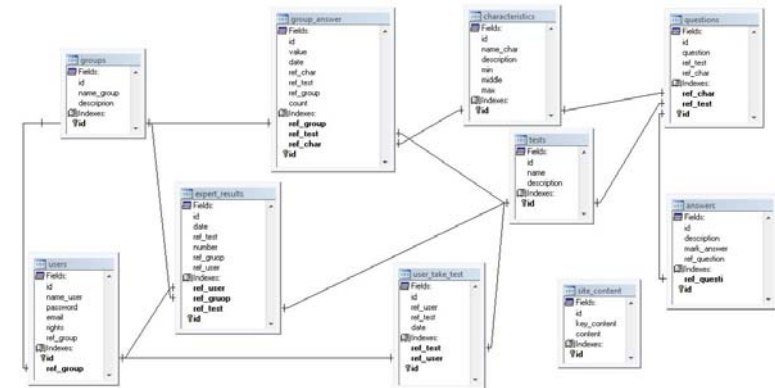 groups
Fields:
id
name_group
description
Indexes:
id
group_answer
Fields:
id
value
date
ref_char
ref_test
ref_group
count
Indexes:
ref_group
ref_test
ref_char
id
characteristics
Fields:
id
name_char
description
min
middle
max
Indexes:
id
questions
Fields:
id
question
ref_test
ref_char
Indexes:
ref_char
ref_test
id
tests
Fields:
id
name
description
Indexes:
id
expert_results
Fields:
id
date
ref_test
number
ref_gruop
ref_user
Indexes:
ref_user
ref_gruop
ref_test
id
answers
Fields:
id
description
mark_answer
ref_question
Indexes:
ref_questi
id
users
Fields:
id
name_user
password
email
rights
ref_group
Indexes:
id
ref_group
user_take_test
Fields:
id
ref_user
ref_test
date
Indexes:
ref_test
ref_user
id
site_content
Fields:
id
key_content
content
Indexes:
id